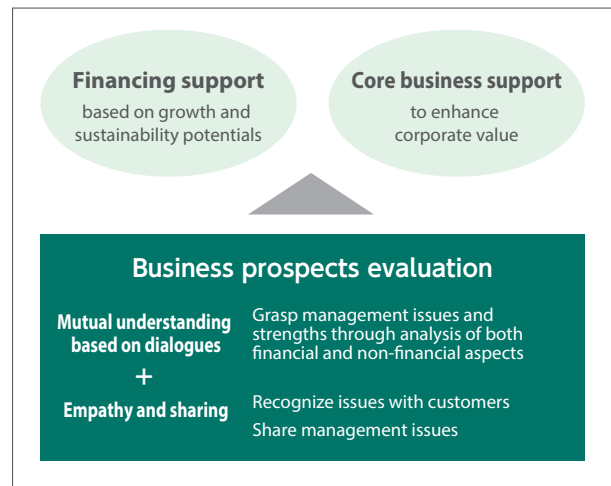 Financing support
based on growth and
sustainability potentials
Core business support
to enhance
corporate value
Business prospects evaluation
Mutual understanding
based on dialogues
+
Empathy and sharing
Grasp management issues and
strengths through analysis of both
financial and non-financial aspects
Recognize issues with customers
Share management issues